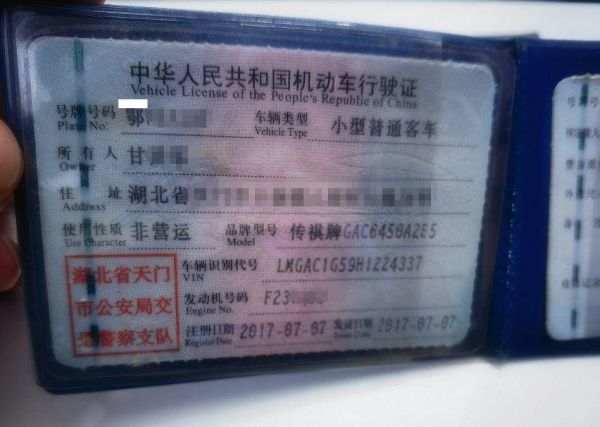 中华人民共和国机动车行驶证
Vehicle License of the People's Republic of China
号牌号码 鄂 车辆类型 小型普通客车
Plate No. Vehicle Type
所有人 甘
Owner
住 址 湖北省
Address
使用性质 非营运 品牌型号 传祺牌GAC6450A2E5
Use Character Model
车辆识别代号 LMGAC1G59H1224337
VIN
发动机号码 F23
Engine No.
注册日期 2017-07-07 发证日期 2017-07-07
Register Date Issue Date
湖北省天门
市公安局交
通警察支队
号牌号